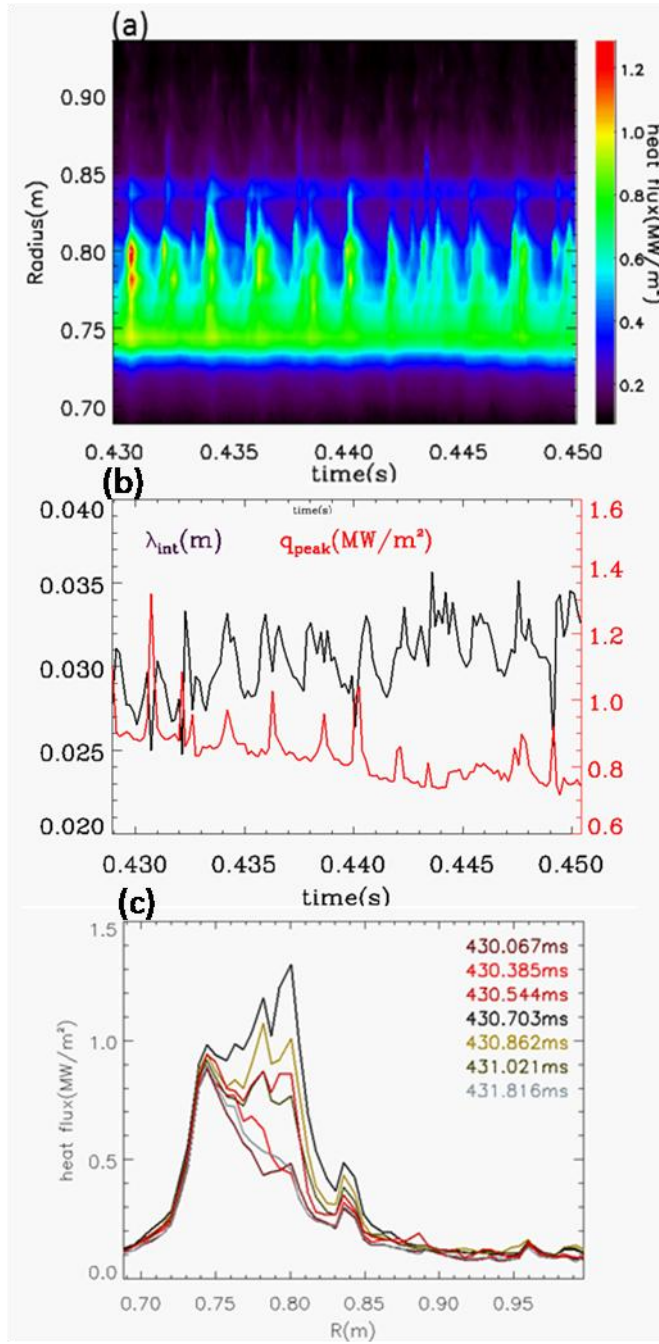 (a)
0.90
0.85
0.80
0.75
0.70
Radius(m)
0.430 0.435 0.440 0.445 0.450
time(s)
1.2
1.0
0.8
0.6
0.4
0.2
heat flux(MW/m²)
(b)
time(s)
λint(m) qpeak(MW/m²)
0.040
0.035
0.030
0.025
0.020
1.6
1.4
1.2
1.0
0.8
0.6
0.430 0.435 0.440 0.445 0.450
time(s)
(c)
1.5
1.0
0.5
0.0
heat flux(MW/m²)
430.067ms
430.385ms
430.544ms
430.703ms
430.862ms
431.021ms
431.816ms
0.70 0.75 0.80 0.85 0.90 0.95
R(m)